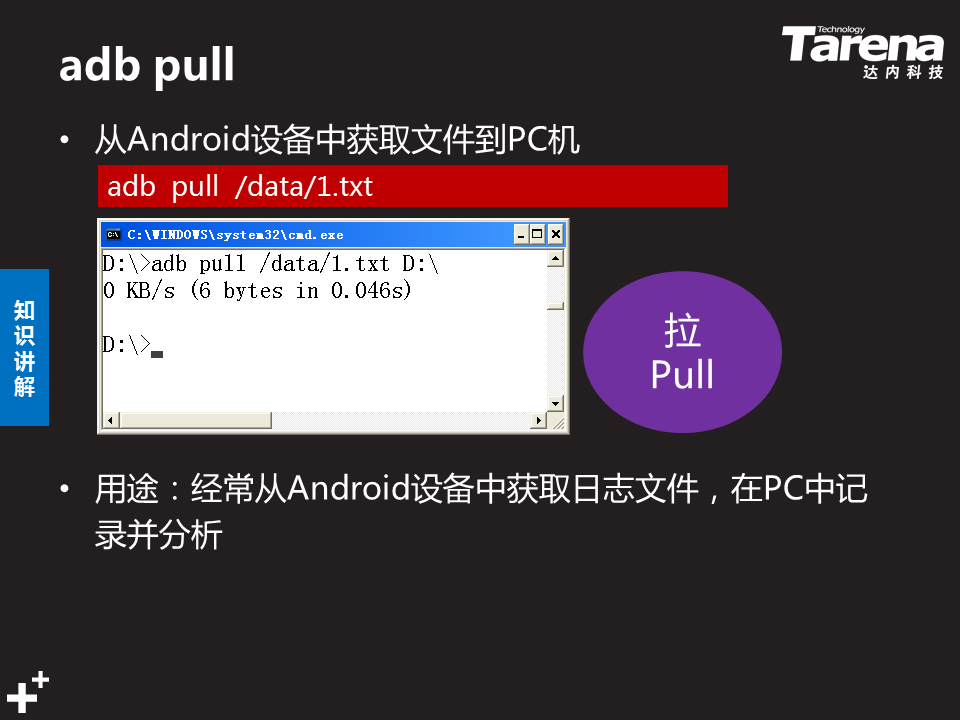 adb pull
Technology
Tarena
达内科技
• 从Android设备中获取文件到PC机
adb pull /data/1.txt
C:\WINDOWS\system32\cmd.exe
D:\>adb pull /data/1.txt D:\
0 KB/s (6 bytes in 0.046s)
D:\>
拉
Pull
知
识
讲
解
• 用途：经常从Android设备中获取日志文件，在PC中记
录并分析